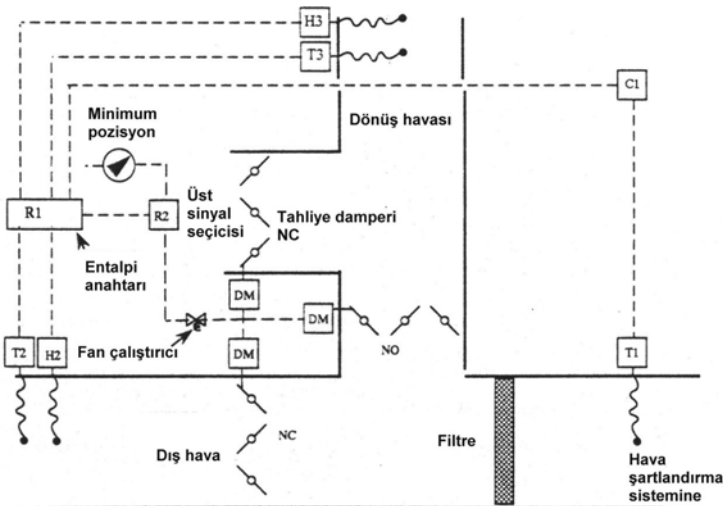 H3
T3
C1
Minimum
pozisyon
Dönüş havası
R1
R2
Üst
sinyal
seçicisi
Tahliye damperi
NC
Entalpi
anahtarı
DM
DM
DM
Fan çalıştırıcı
E
NO
T2
H2
T1
NC
Dış hava
Filtre
Hava
şartlandırma
sistemine